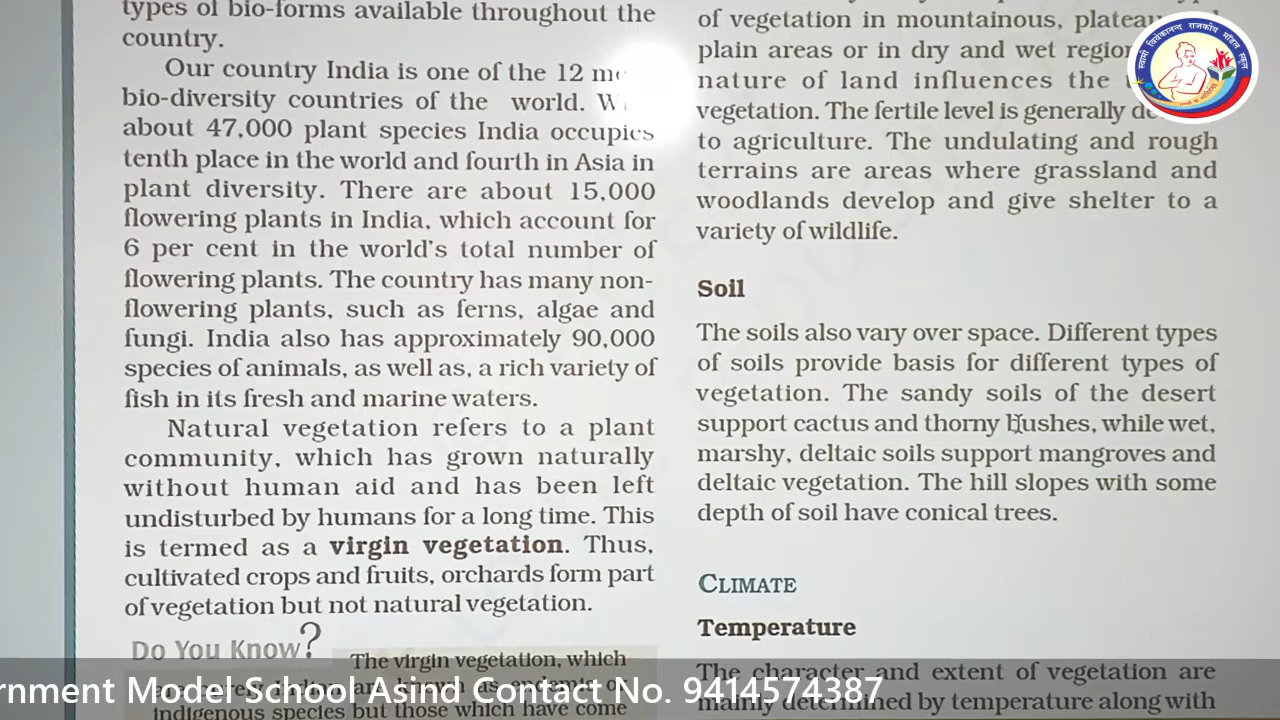 types of bio-forms available throughout the
country.
Our country India is one of the 12
bio-diversity countries of the world.
about 47,000 plant species India occupies
tenth place in the world and fourth in Asia in
plant diversity. There are about 15,000
flowering plants in India, which account for
6 per cent in the world's total number of
flowering plants. The country has many non-
flowering plants, such as ferns, algae and
fungi. India also has approximately 90,000
species of animals, as well as, a rich variety of
fish in its fresh and marine waters.
Natural vegetation refers to a plant
community, which has grown naturally
without human aid and has been left
undisturbed by humans for a long time. This
is termed as a virgin vegetation. Thus,
cultivated crops and fruits, orchards form part
of vegetation but not natural vegetation.
Do You Know?
The virgin vegetation, which
indigenous species but those which have come
of vegetation in mountainous, plateau
plain areas or in dry and wet
nature of land influences the
vegetation. The fertile level is generally
to agriculture. The undulating and rough
terrains are areas where grassland and
woodlands develop and give shelter to a
variety of wildlife.
Soil
The soils also vary over space. Different types
of soils provide basis for different types of
vegetation. The sandy soils of the desert
support cactus and thorny bushes, while wet,
marshy, deltaic soils support mangroves and
deltaic vegetation. The hill slopes with some
depth of soil have conical trees.
CLIMATE
Temperature
The character and extent of vegetation are
mainly determined by temperature along with
स्वामी विवेकानन्द राजकीय मॉडल स्कूल
rnment Model School Asind Contact No. 9414574387